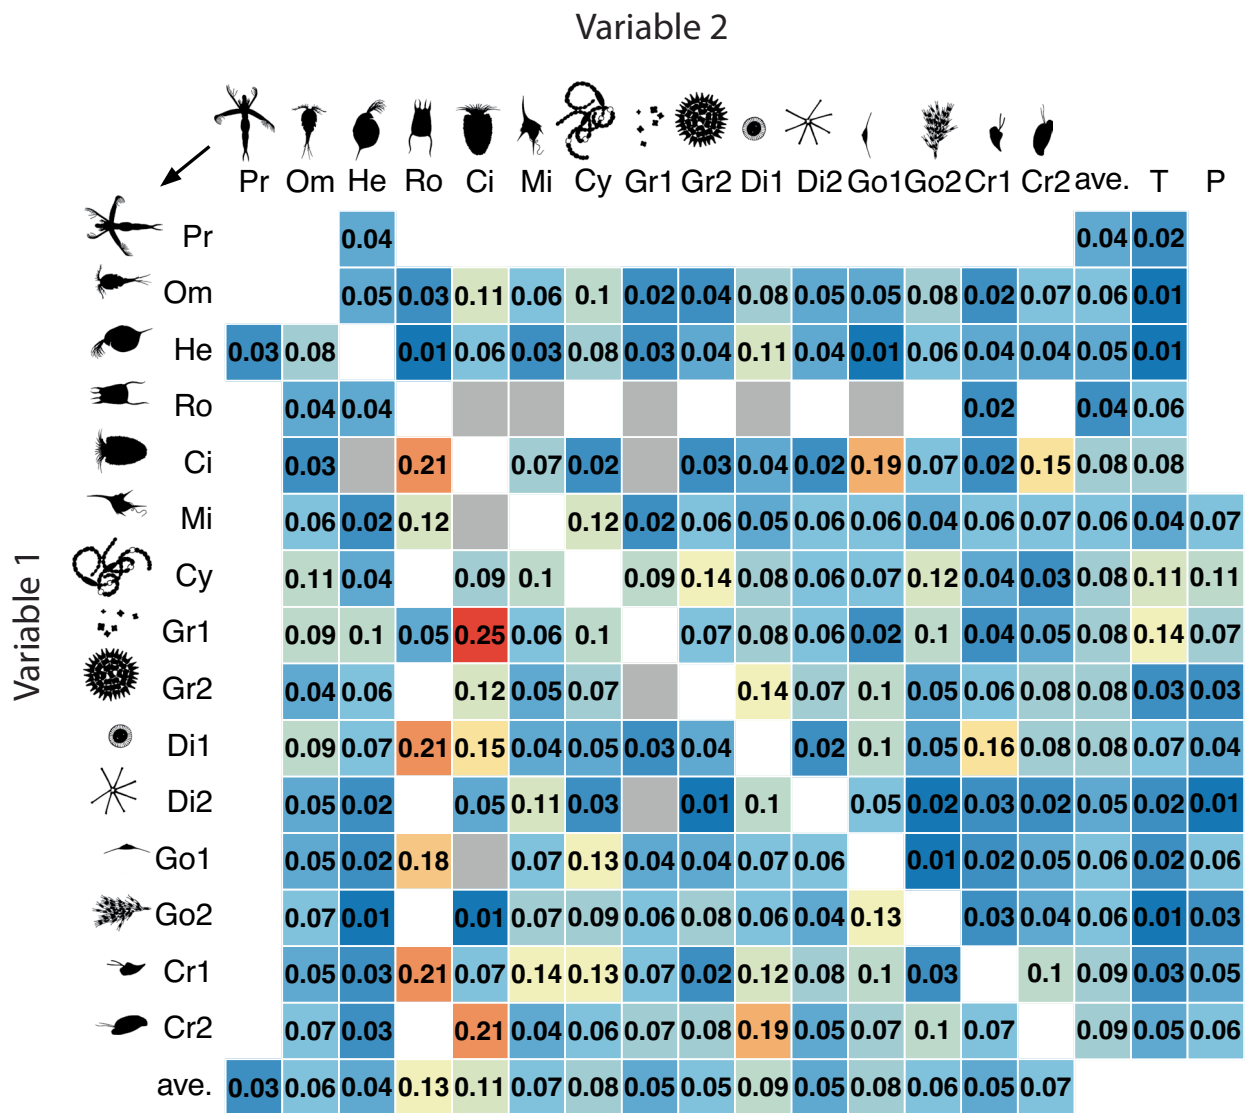 Variable 2
Pr Om He Ro Ci Mi Cy Gr1 Gr2 Di1 Di2 Go1 Go2 Cr1 Cr2 ave. T P
Variable 1
Pr 0.04 0.04 0.02
Om 0.05 0.03 0.11 0.06 0.1 0.02 0.04 0.08 0.05 0.05 0.08 0.02 0.07 0.06 0.01
He 0.03 0.08 0.01 0.06 0.03 0.08 0.03 0.04 0.11 0.04 0.01 0.06 0.04 0.04 0.05 0.01
Ro 0.04 0.04 0.02 0.04 0.06
Ci 0.03 0.21 0.07 0.02 0.03 0.04 0.02 0.19 0.07 0.02 0.15 0.08 0.08
Mi 0.06 0.02 0.12 0.12 0.02 0.06 0.05 0.06 0.06 0.04 0.06 0.07 0.06 0.04 0.07
Cy 0.11 0.04 0.09 0.1 0.09 0.14 0.08 0.06 0.07 0.12 0.04 0.03 0.08 0.11 0.11
Gr1 0.09 0.1 0.05 0.25 0.06 0.1 0.07 0.08 0.06 0.02 0.1 0.04 0.05 0.08 0.14 0.07
Gr2 0.04 0.06 0.12 0.05 0.07 0.14 0.07 0.1 0.05 0.06 0.08 0.08 0.03 0.03
Di1 0.09 0.07 0.21 0.15 0.04 0.05 0.03 0.04 0.02 0.1 0.05 0.16 0.08 0.08 0.07 0.04
Di2 0.05 0.02 0.05 0.11 0.03 0.01 0.1 0.05 0.02 0.03 0.02 0.05 0.02 0.01
Go1 0.05 0.02 0.18 0.07 0.13 0.04 0.04 0.07 0.06 0.01 0.02 0.05 0.06 0.02 0.06
Go2 0.07 0.01 0.01 0.07 0.09 0.06 0.08 0.06 0.04 0.13 0.03 0.04 0.06 0.01 0.03
Cr1 0.05 0.03 0.21 0.07 0.14 0.13 0.07 0.02 0.12 0.08 0.1 0.03 0.1 0.09 0.03 0.05
Cr2 0.07 0.03 0.21 0.04 0.06 0.07 0.08 0.19 0.05 0.07 0.1 0.07 0.09 0.05 0.06
ave. 0.03 0.06 0.04 0.13 0.11 0.07 0.08 0.05 0.05 0.09 0.05 0.08 0.06 0.05 0.07